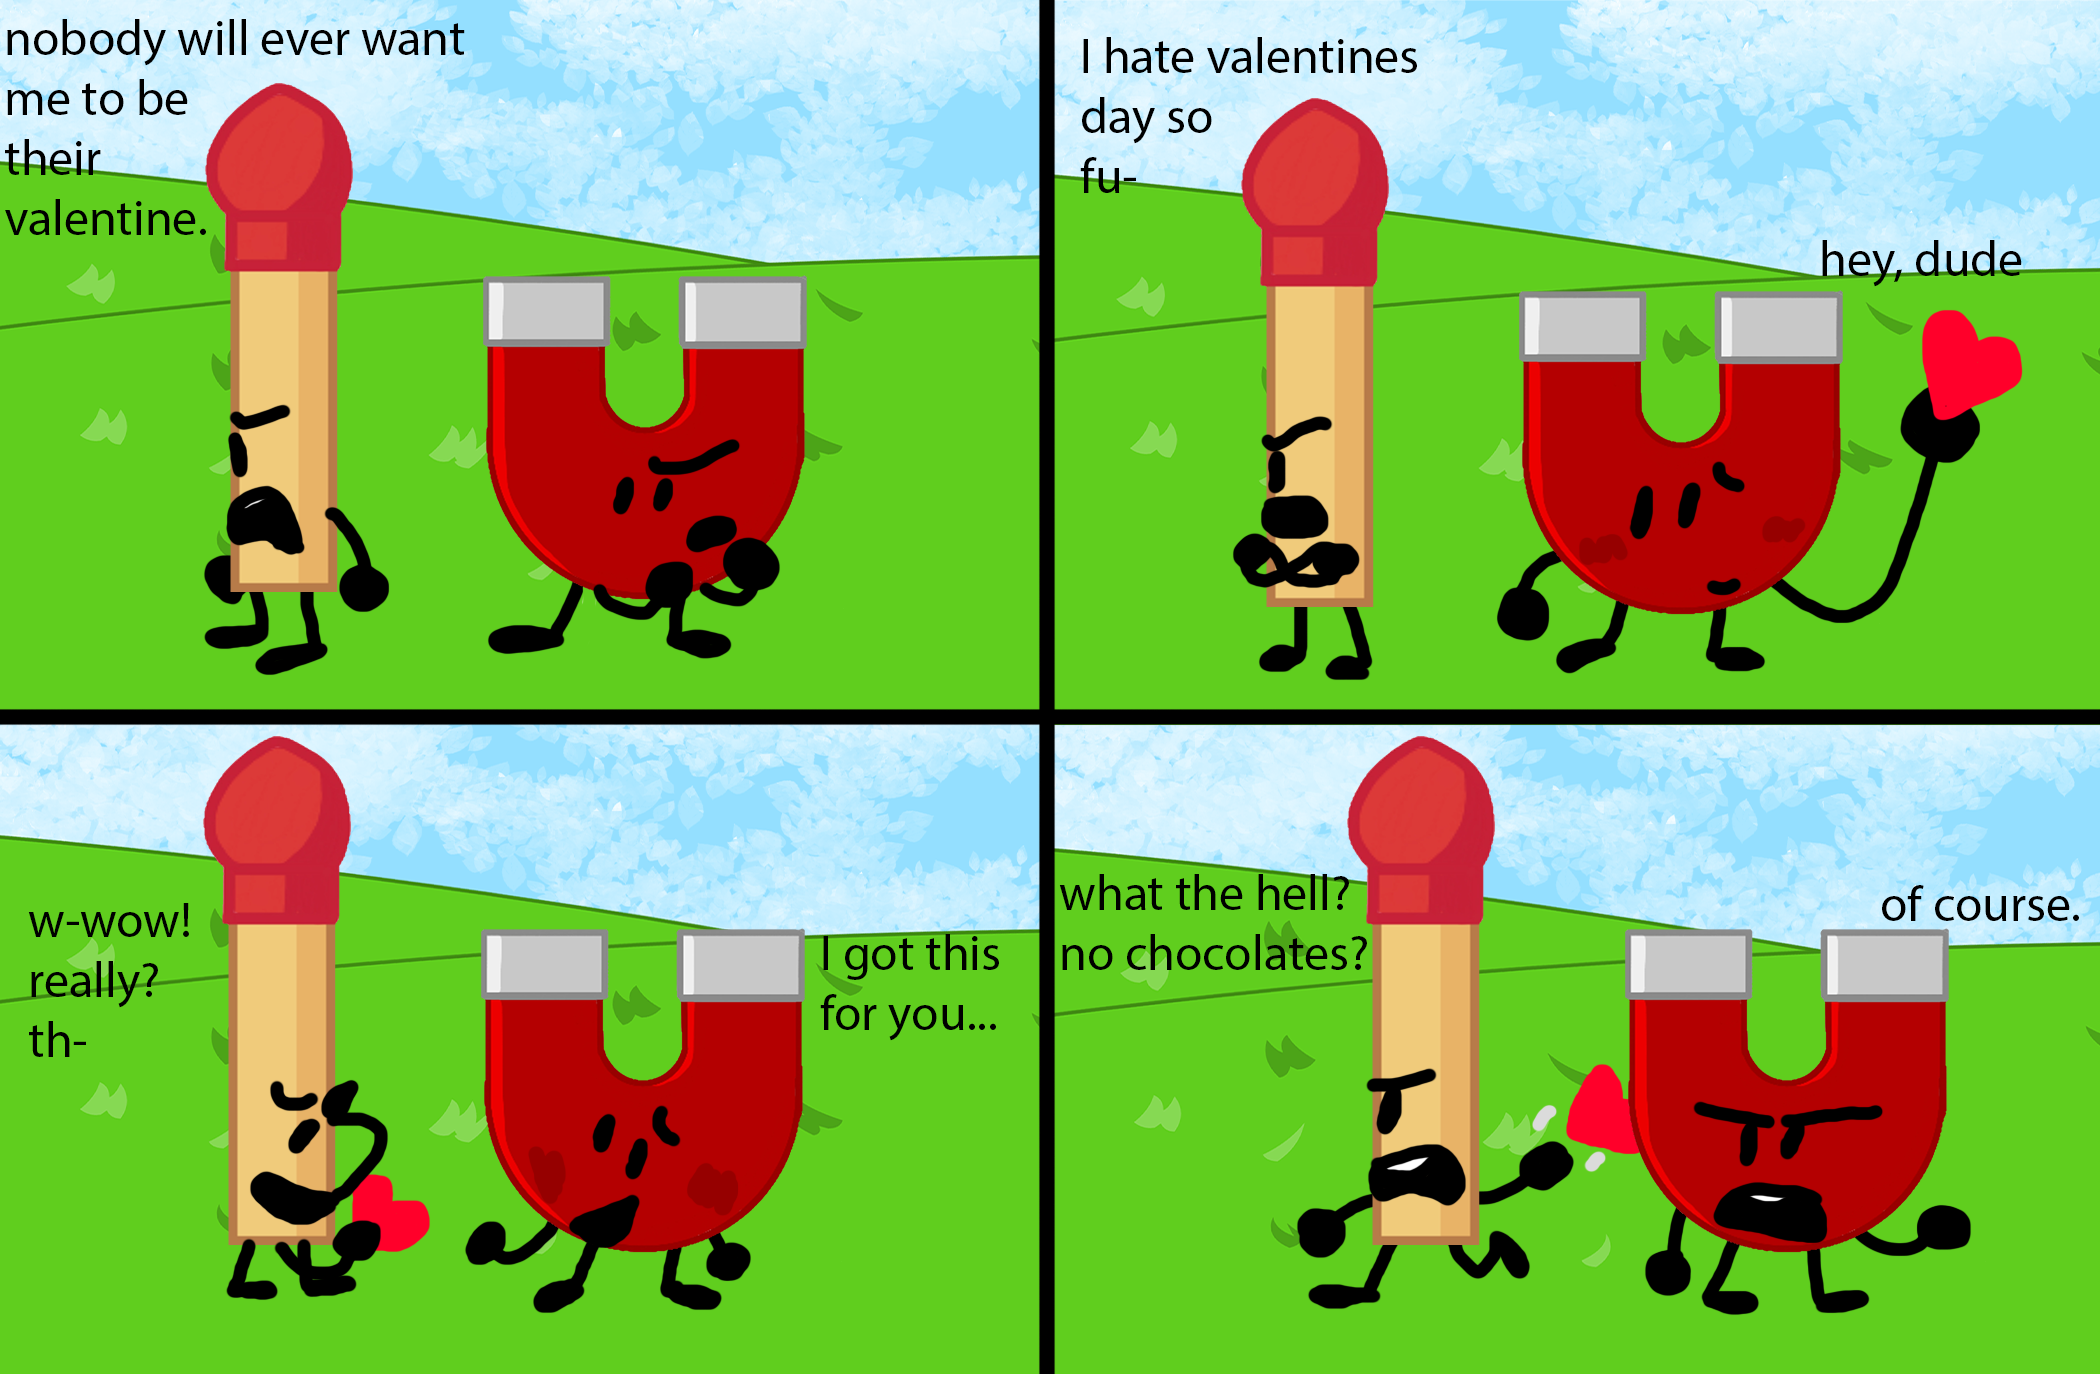 nobody will ever want
me to be
their
valentine.
I hate valentines
day so
fu-
hey, dude
w-wow!
really?
th-
I got this
for you...
what the hell?
no chocolates?
of course.